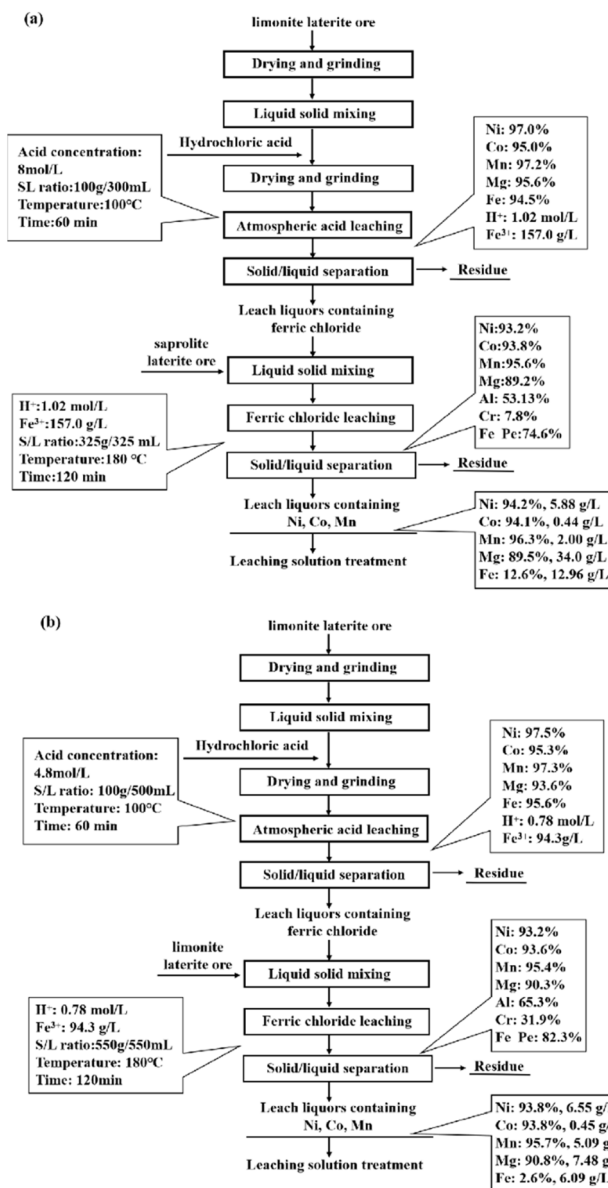 (a)
limonite laterite ore
Drying and grinding
Liquid solid mixing
Acid concentration:
8mol/L
SL ratio:100g/300mL
Temperature:100°C
Time:60 min
Hydrochloric acid
Drying and grinding
Ni: 97.0%
Co: 95.0%
Mn: 97.2%
Mg: 95.6%
Fe: 94.5%
H⁺: 1.02 mol/L
Fe³⁺: 157.0 g/L
Atmospheric acid leaching
Solid/liquid separation
Residue
Leach liquors containing
ferric chloride
saprolite
laterite ore
Liquid solid mixing
Ni:93.2%
Co:93.8%
Mn:95.6%
Mg:89.2%
Al: 53.13%
Cr: 7.8%
Fe Pe:74.6%
H⁺:1.02 mol/L
Fe³⁺:157.0 g/L
S/L ratio:325g/325 mL
Temperature:180 °C
Time:120 min
Ferric chloride leaching
Solid/liquid separation
Residue
Leach liquors containing
Ni, Co, Mn
Ni: 94.2%, 5.88 g/L
Co: 94.1%, 0.44 g/L
Mn: 96.3%, 2.00 g/L
Mg: 89.5%, 34.0 g/L
Fe: 12.6%, 12.96 g/L
Leaching solution treatment
(b)
limonite laterite ore
Drying and grinding
Liquid solid mixing
Acid concentration:
4.8mol/L
S/L ratio: 100g/500mL
Temperature: 100°C
Time: 60 min
Hydrochloric acid
Drying and grinding
Ni: 97.5%
Co: 95.3%
Mn: 97.3%
Mg: 93.6%
Fe: 95.6%
H⁺: 0.78 mol/L
Fe³⁺: 94.3g/L
Atmospheric acid leaching
Solid/liquid separation
Residue
Leach liquors containing
ferric chloride
limonite
laterite ore
Liquid solid mixing
Ni: 93.2%
Co: 93.6%
Mn: 95.4%
Mg: 90.3%
Al: 65.3%
Cr: 31.9%
Fe Pe: 82.3%
H⁺: 0.78 mol/L
Fe³⁺: 94.3 g/L
S/L ratio:550g/550mL
Temperature: 180°C
Time: 120min
Ferric chloride leaching
Solid/liquid separation
Residue
Leach liquors containing
Ni, Co, Mn
Ni: 93.8%, 6.55 g/L
Co: 93.8%, 0.45 g/
Mn: 95.7%, 5.09 g
Mg: 90.8%, 7.48 g
Fe: 2.6%, 6.09 g/L
Leaching solution treatment